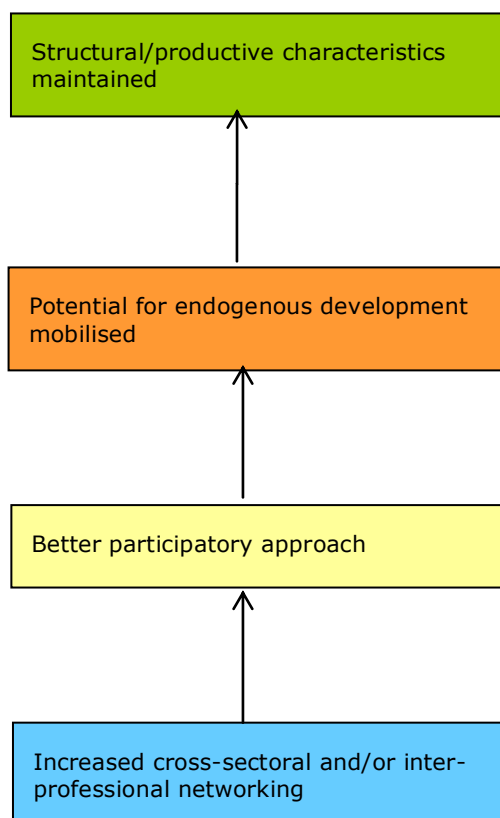 Structural/productive characteristics
maintained
Potential for endogenous development
mobilised
Better participatory approach
Increased cross-sectoral and/or inter-
professional networking